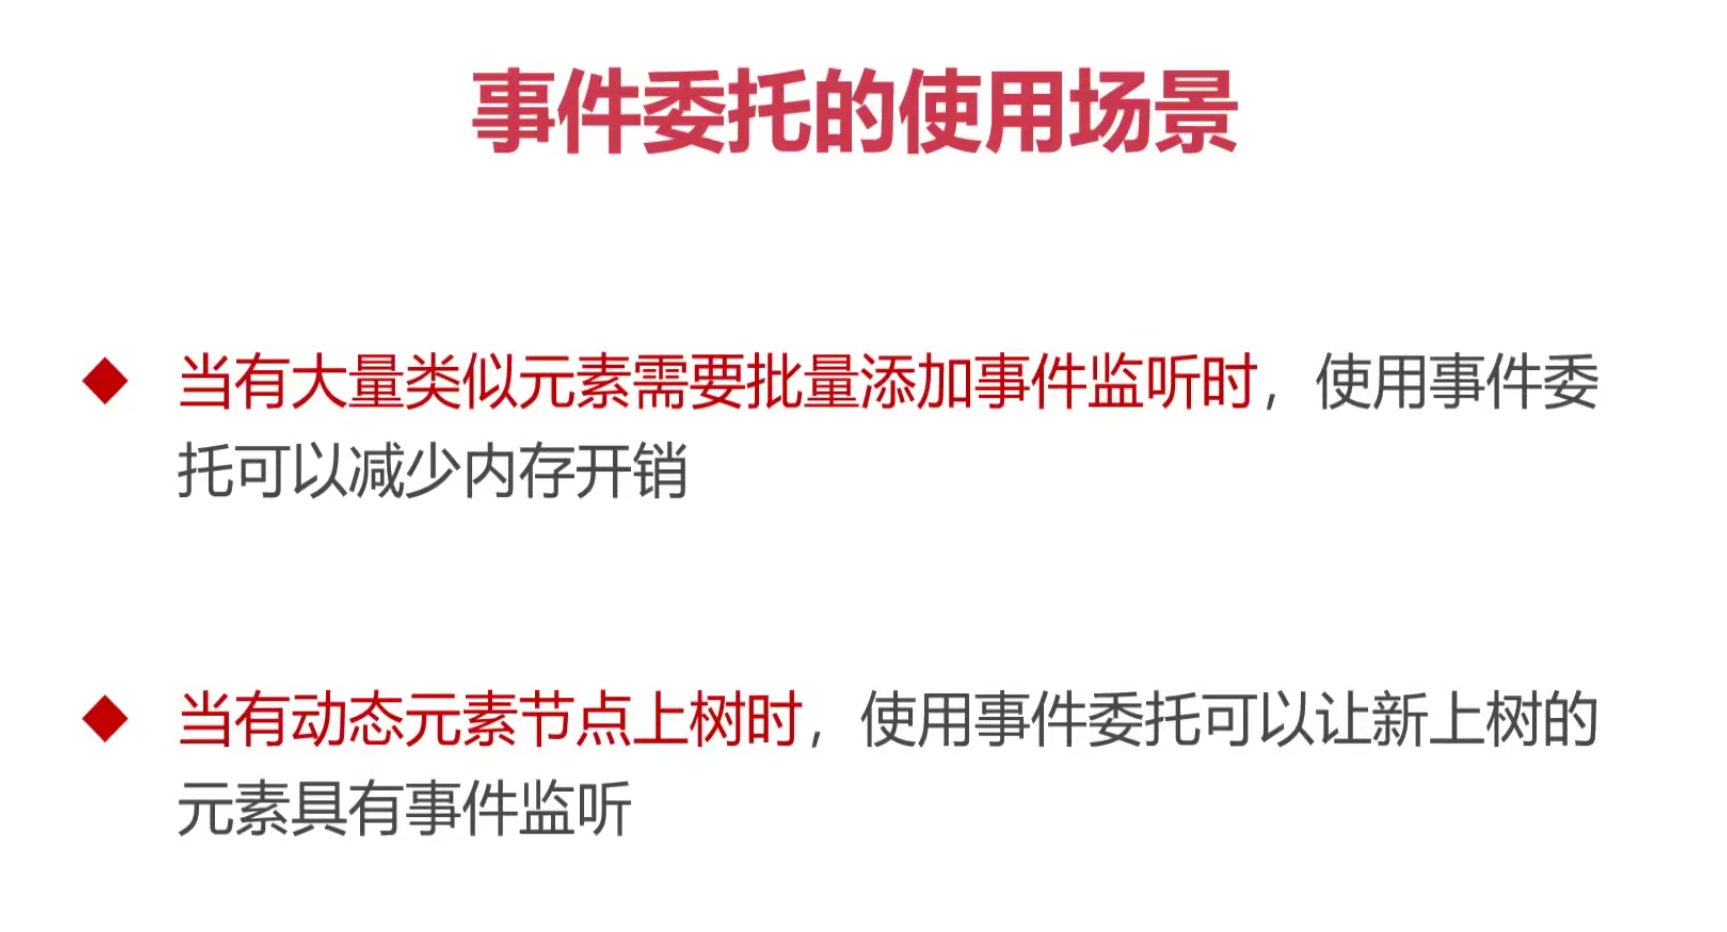 事件委托的使用场景
当有大量类似元素需要批量添加事件监听时，使用事件委
托可以减少内存开销
当有动态元素节点上树时，使用事件委托可以让新上树的
元素具有事件监听